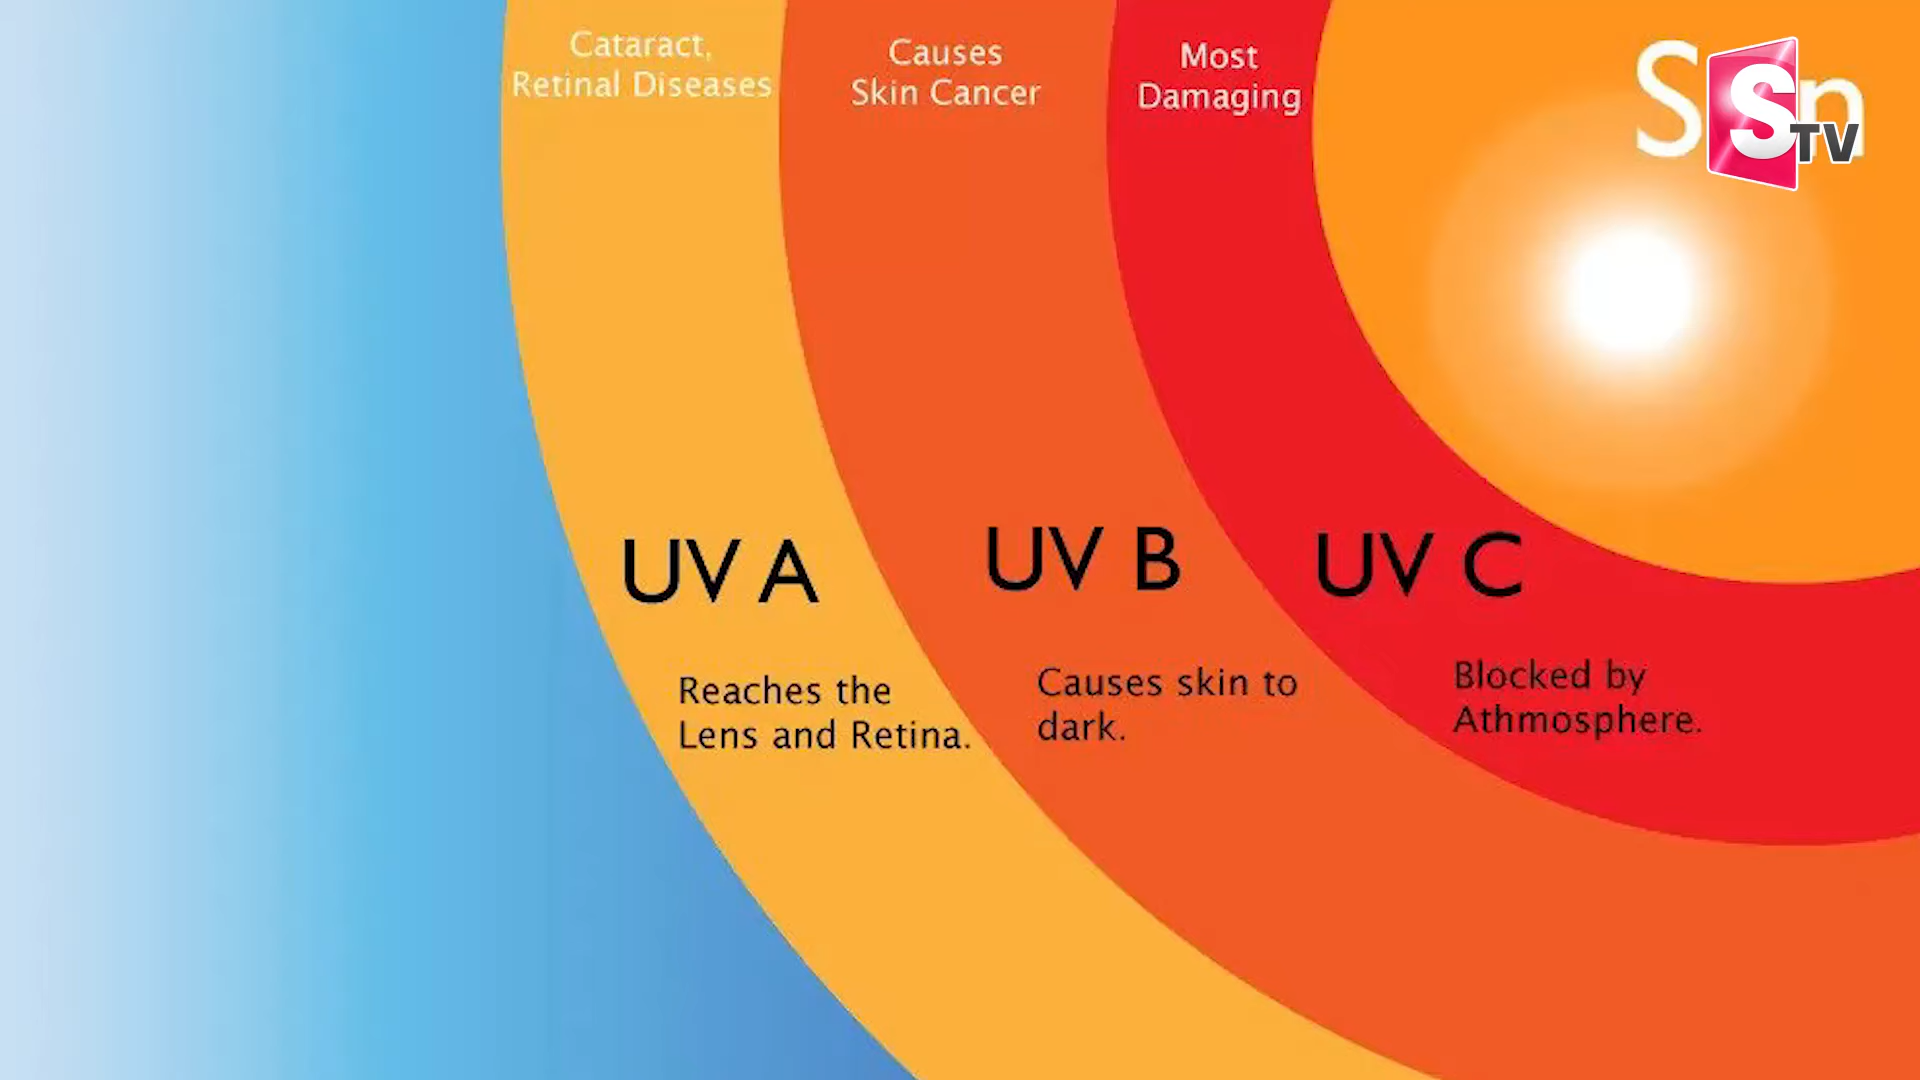 Cataract,
Retinal Diseases
Causes
Skin Cancer
Most
Damaging
S
TV
UV A
UV B
UV C
Reaches the
Lens and Retina.
Causes skin to
dark.
Blocked by
Athmosphere.